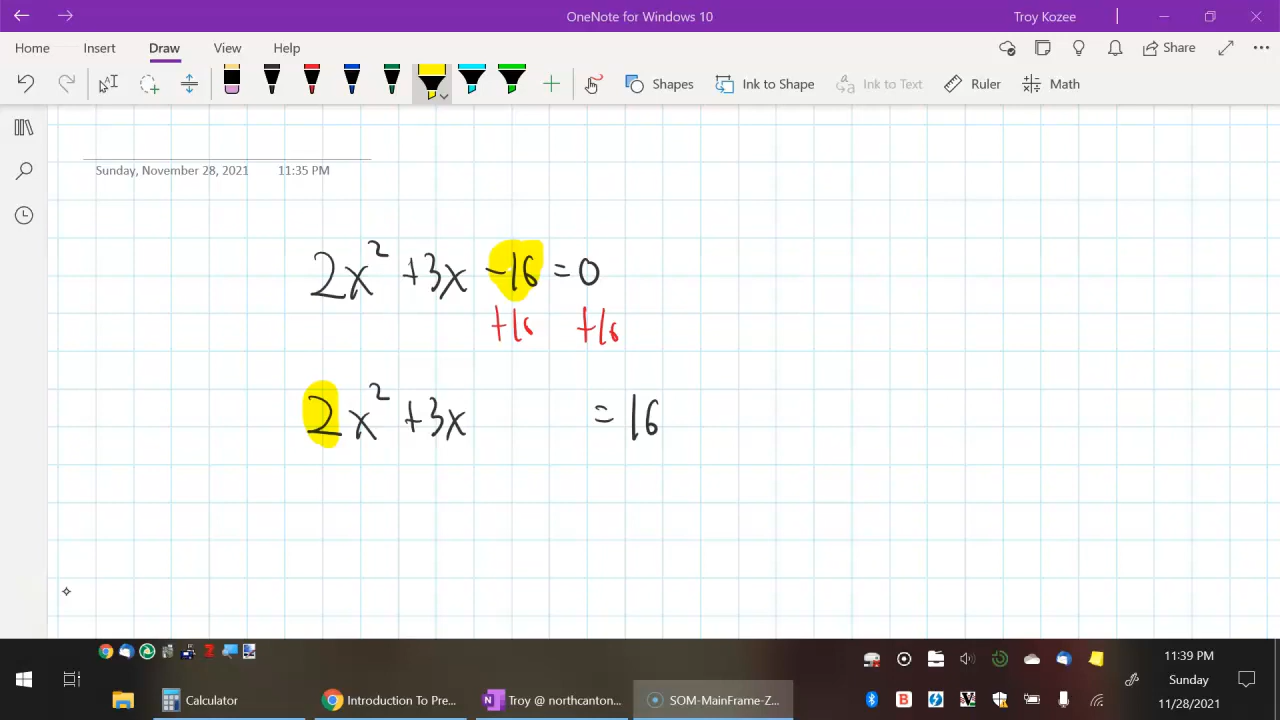 OneNote for Windows 10
Troy Kozee
Home Insert Draw View Help
Share
Shapes Ink to Shape Ink to Text Ruler Math
Sunday, November 28, 2021 11:35 PM
2x² +3x -16 = 0
+16 +16
2x² +3x = 16
11:39 PM
Sunday
Calculator Introduction To Pre... Troy @ northcanton... SOM-MainFrame-Z... 11/28/2021